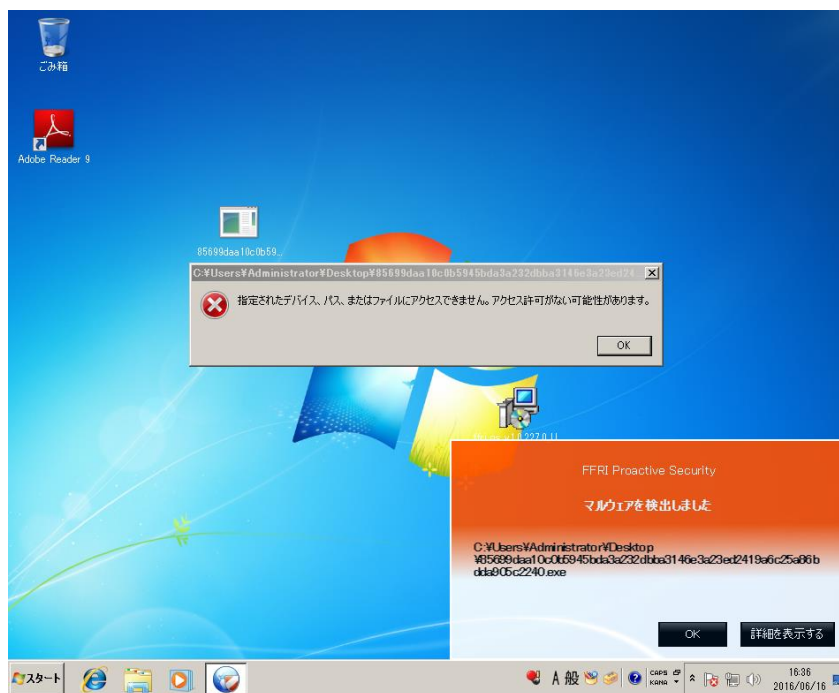 ごみ箱
Adobe Reader 9
85699daa10c0b59...
C:¥Users¥Administrator¥Desktop¥85699daa10c0b5945bda3a232dbba3146e3a23ed24...
指定されたデバイス、パス、またはファイルにアクセスできません。アクセス許可がない可能性があります。
OK
FFRI Proactive Security
マルウェアを検出しました
C:¥Users¥Administrator¥Desktop
¥85699daa10c0b5945bda3a232dbba3146e3a23ed2419a6c25a86b
dda905c2240.exe
OK
詳細を表示する
スタート
A 般
CAPS
KANA
16:36
2016/06/16